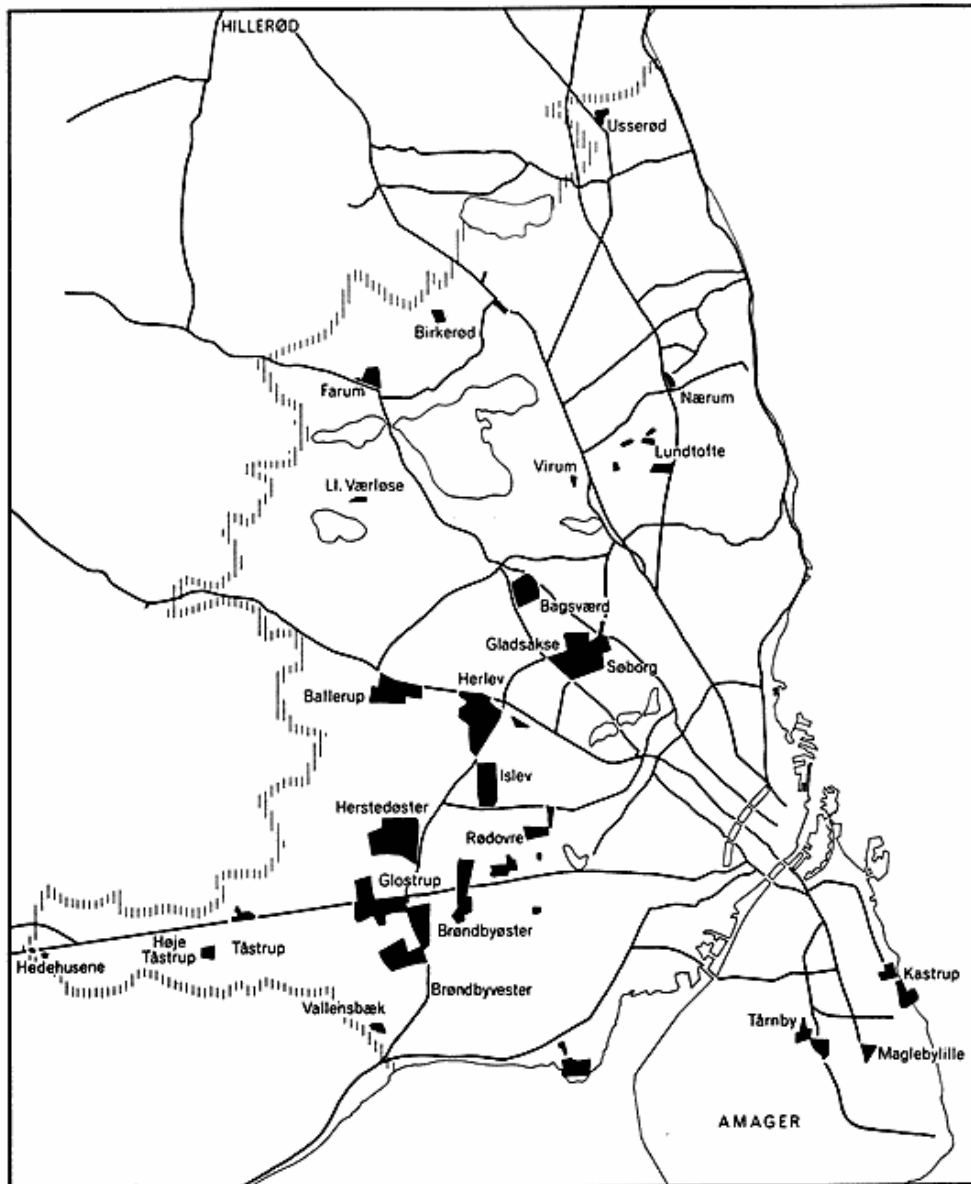 HILLERØD
Usserød
Birkerød
Farum
Nærum
Lundtofte
Virum
Ll. Værløse
Bagsværd
Gladsakse
Søborg
Herlev
Ballerup
Islev
Herstedøster
Rødovre
Glostrup
Brøndbyøster
Høje
Tåstrup
Tåstrup
Hedehusene
Brøndbyvester
Vallensbæk
Kastrup
Tårnby
Maglebylille
AMAGER